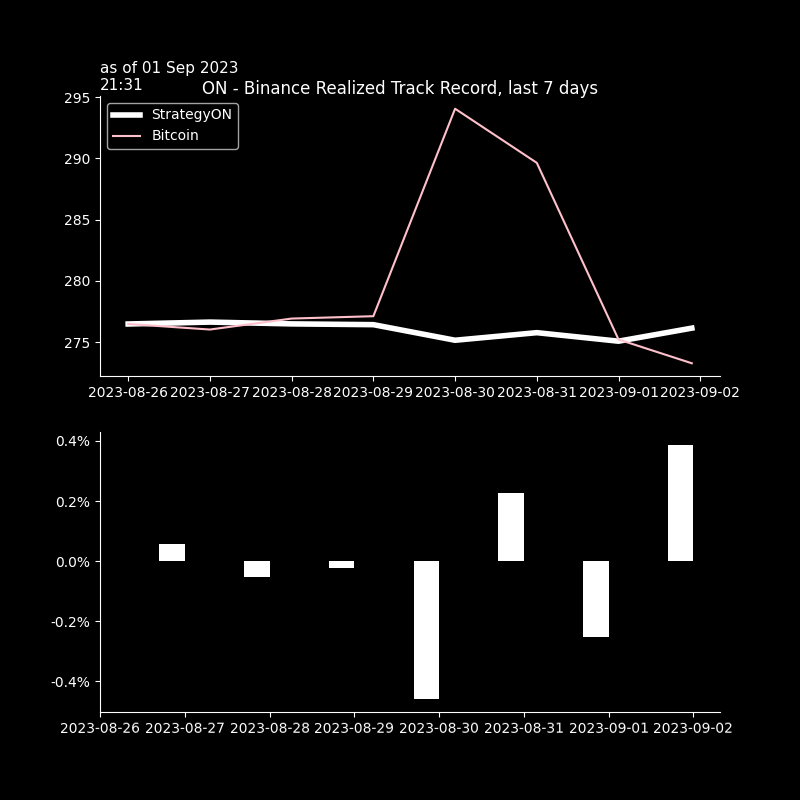 as of 01 Sep 2023
21:31
ON - Binance Realized Track Record, last 7 days
StrategyON
Bitcoin
295
290
285
280
275
2023-08-26 2023-08-27 2023-08-28 2023-08-29 2023-08-30 2023-08-31 2023-09-01 2023-09-02
0.4%
0.2%
0.0%
-0.2%
-0.4%
2023-08-26 2023-08-27 2023-08-28 2023-08-29 2023-08-30 2023-08-31 2023-09-01 2023-09-02